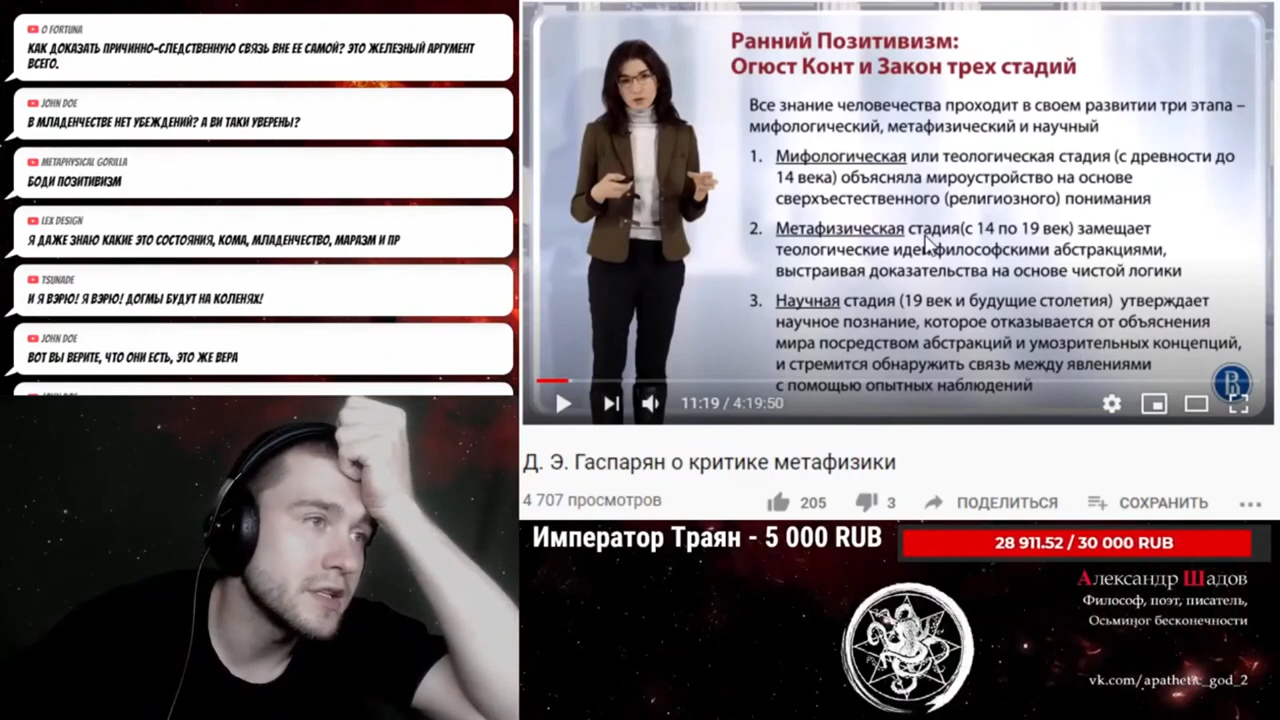 O FORTUNA
КАК ДОКАЗАТЬ ПРИЧИННО-СЛЕДСТВЕННУЮ СВЯЗЬ ВНЕ ЕЕ САМОЙ? ЭТО ЖЕЛЕЗНЫЙ АРГУМЕНТ
ВСЕГО.
JOHN DOE
В МЛАДЕНЧЕСТВЕ НЕТ УБЕЖДЕНИЙ? А ВИ ТАКИ УВЕРЕНЫ?
METAPHYSICAL GORILLA
БОДИ ПОЗИТИВИЗМ
LEX DESIGN
Я ДАЖЕ ЗНАЮ КАКИЕ ЭТО СОСТОЯНИЯ, КОМА, МЛАДЕНЧЕСТВО, МАРАЗМ И ПР
TSUNADE
И Я ВЭРЮ! Я ВЭРЮ! ДОГМЫ БУДУТ НА КОЛЕНЯХ!
JOHN DOE
ВОТ ВЫ ВЕРИТЕ, ЧТО ОНИ ЕСТЬ, ЭТО ЖЕ ВЕРА
Ранний Позитивизм:
Огюст Конт и Закон трех стадий
Все знание человечества проходит в своем развитии три этапа –
мифологический, метафизический и научный
1. Мифологическая или теологическая стадия (с древности до
14 века) объясняла мироустройство на основе
сверхъестественного (религиозного) понимания
2. Метафизическая стадия(с 14 по 19 век) замещает
теологические идеи философскими абстракциями,
выстраивая доказательства на основе чистой логики
3. Научная стадия (19 век и будущие столетия) утверждает
научное познание, которое отказывается от объяснения
мира посредством абстракций и умозрительных концепций,
и стремится обнаружить связь между явлениями
с помощью опытных наблюдений
11:19 / 4:19:50
Д. Э. Гаспарян о критике метафизики
4 707 просмотров
205
3
ПОДЕЛИТЬСЯ
СОХРАНИТЬ
Император Траян - 5 000 RUB
28 911.52 / 30 000 RUB
Александр Шадов
Философ, поэт, писатель,
Осьминог бесконечности
vk.com/apathetic_god_2